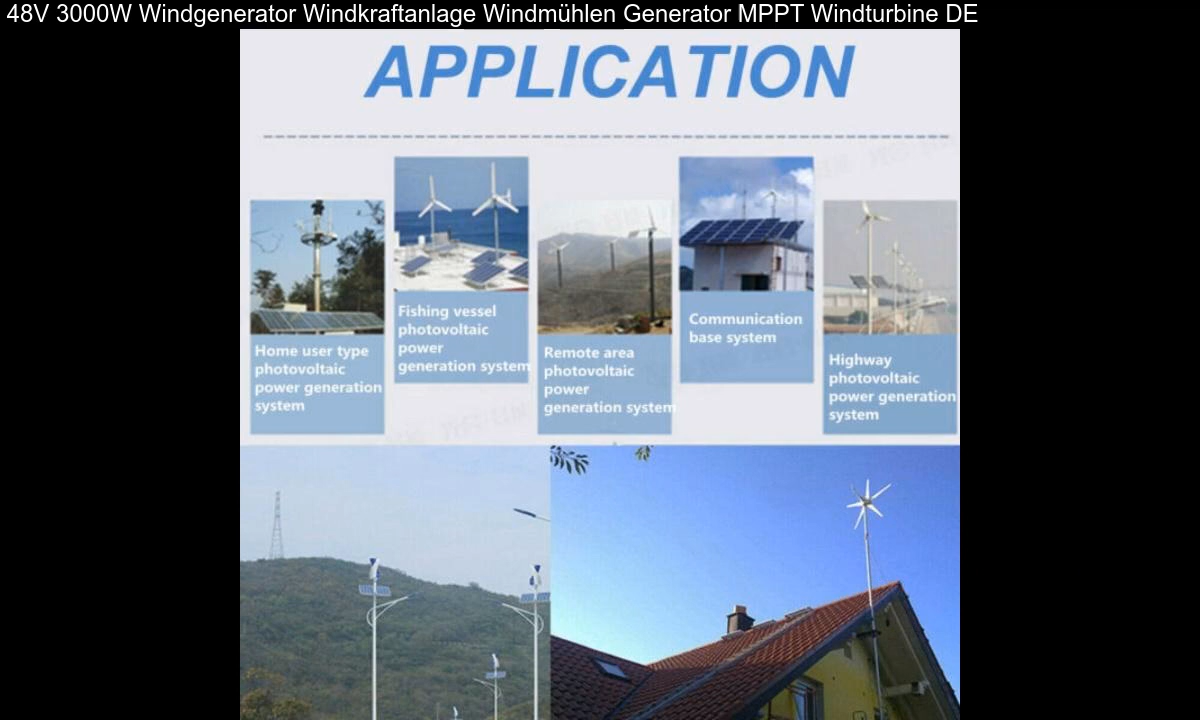 48V 3000W Windgenerator Windkraftanlage Windmühlen Generator MPPT Windturbine DE
APPLICATION
Home user type
photovoltaic
power generation
system
Fishing vessel
photovoltaic
power
generation system
Remote area
photovoltaic
power
generation system
Communication
base system
Highway
photovoltaic
power generation
system